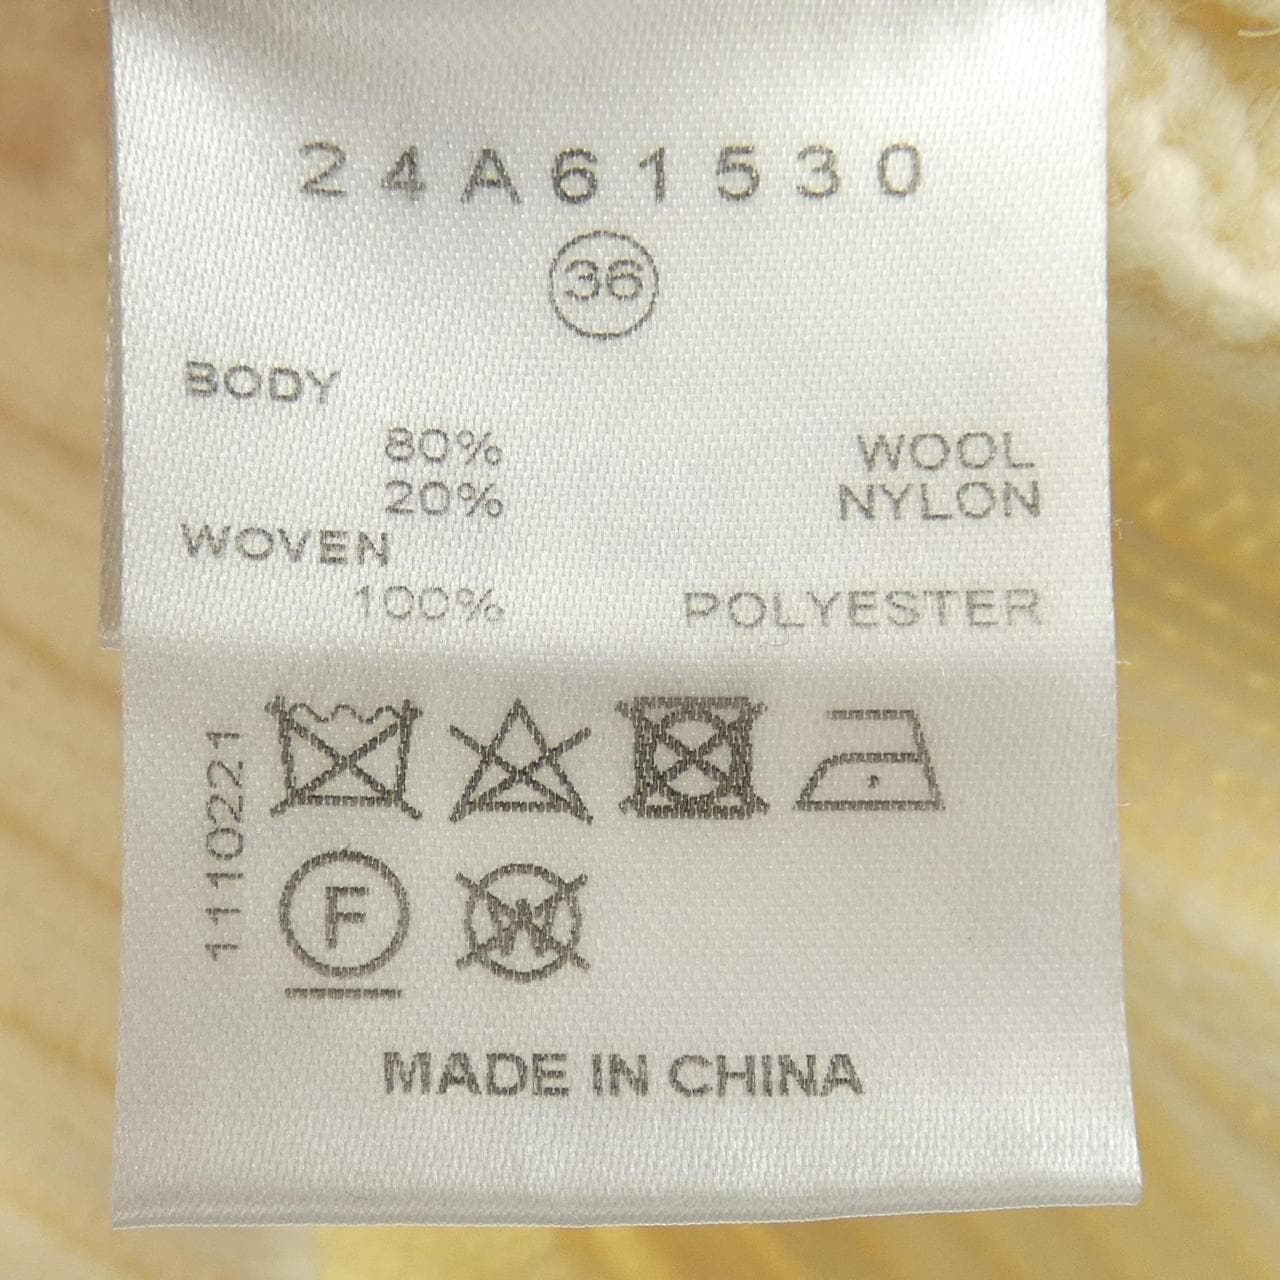 24A61530
36
BODY
80% WOOL
20% NYLON
WOVEN
100% POLYESTER
1110221
F
W
MADE IN CHINA